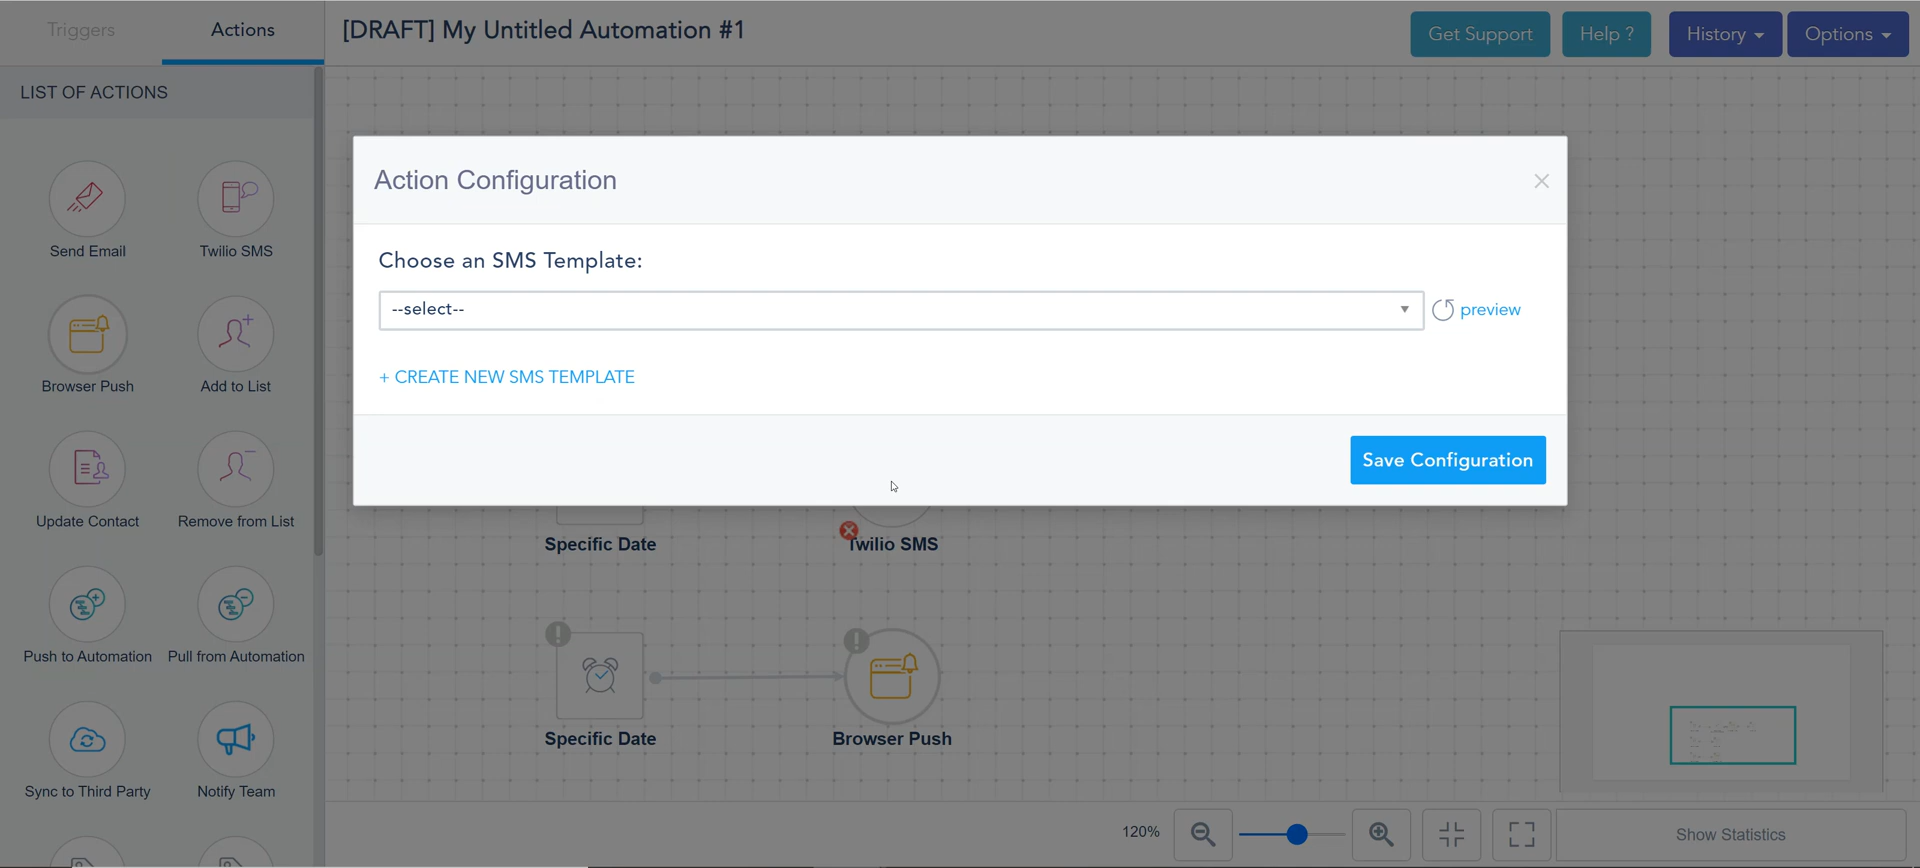 Triggers
Actions
[DRAFT] My Untitled Automation #1
Get Support
Help ?
History
Options
LIST OF ACTIONS
Send Email
Twilio SMS
Browser Push
Add to List
Update Contact
Remove from List
Push to Automation
Pull from Automation
Sync to Third Party
Notify Team
Action Configuration
Choose an SMS Template:
--select--
preview
+ CREATE NEW SMS TEMPLATE
Save Configuration
Specific Date
Twilio SMS
Specific Date
Browser Push
120%
Show Statistics